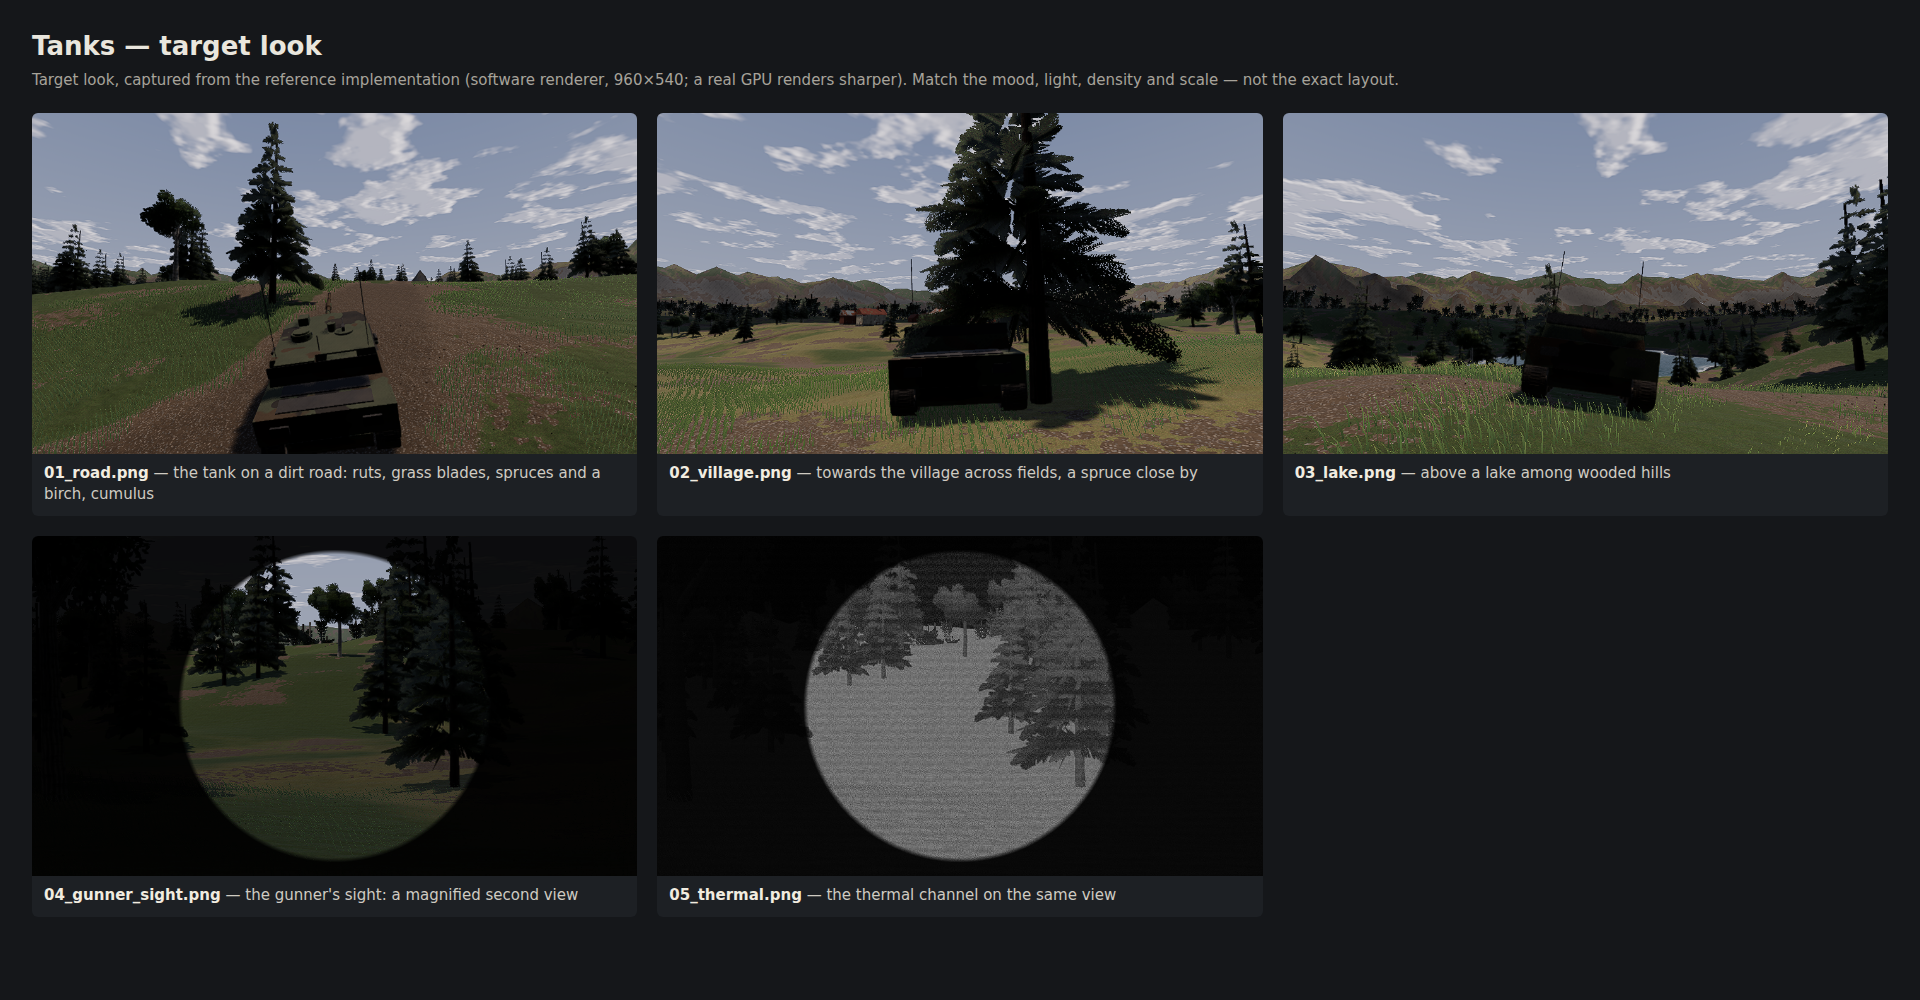 Tanks — target look
Target look, captured from the reference implementation (software renderer, 960×540; a real GPU renders sharper). Match the mood, light, density and scale — not the exact layout.
01_road.png — the tank on a dirt road: ruts, grass blades, spruces and a
birch, cumulus
02_village.png — towards the village across fields, a spruce close by
03_lake.png — above a lake among wooded hills
04_gunner_sight.png — the gunner's sight: a magnified second view
05_thermal.png — the thermal channel on the same view